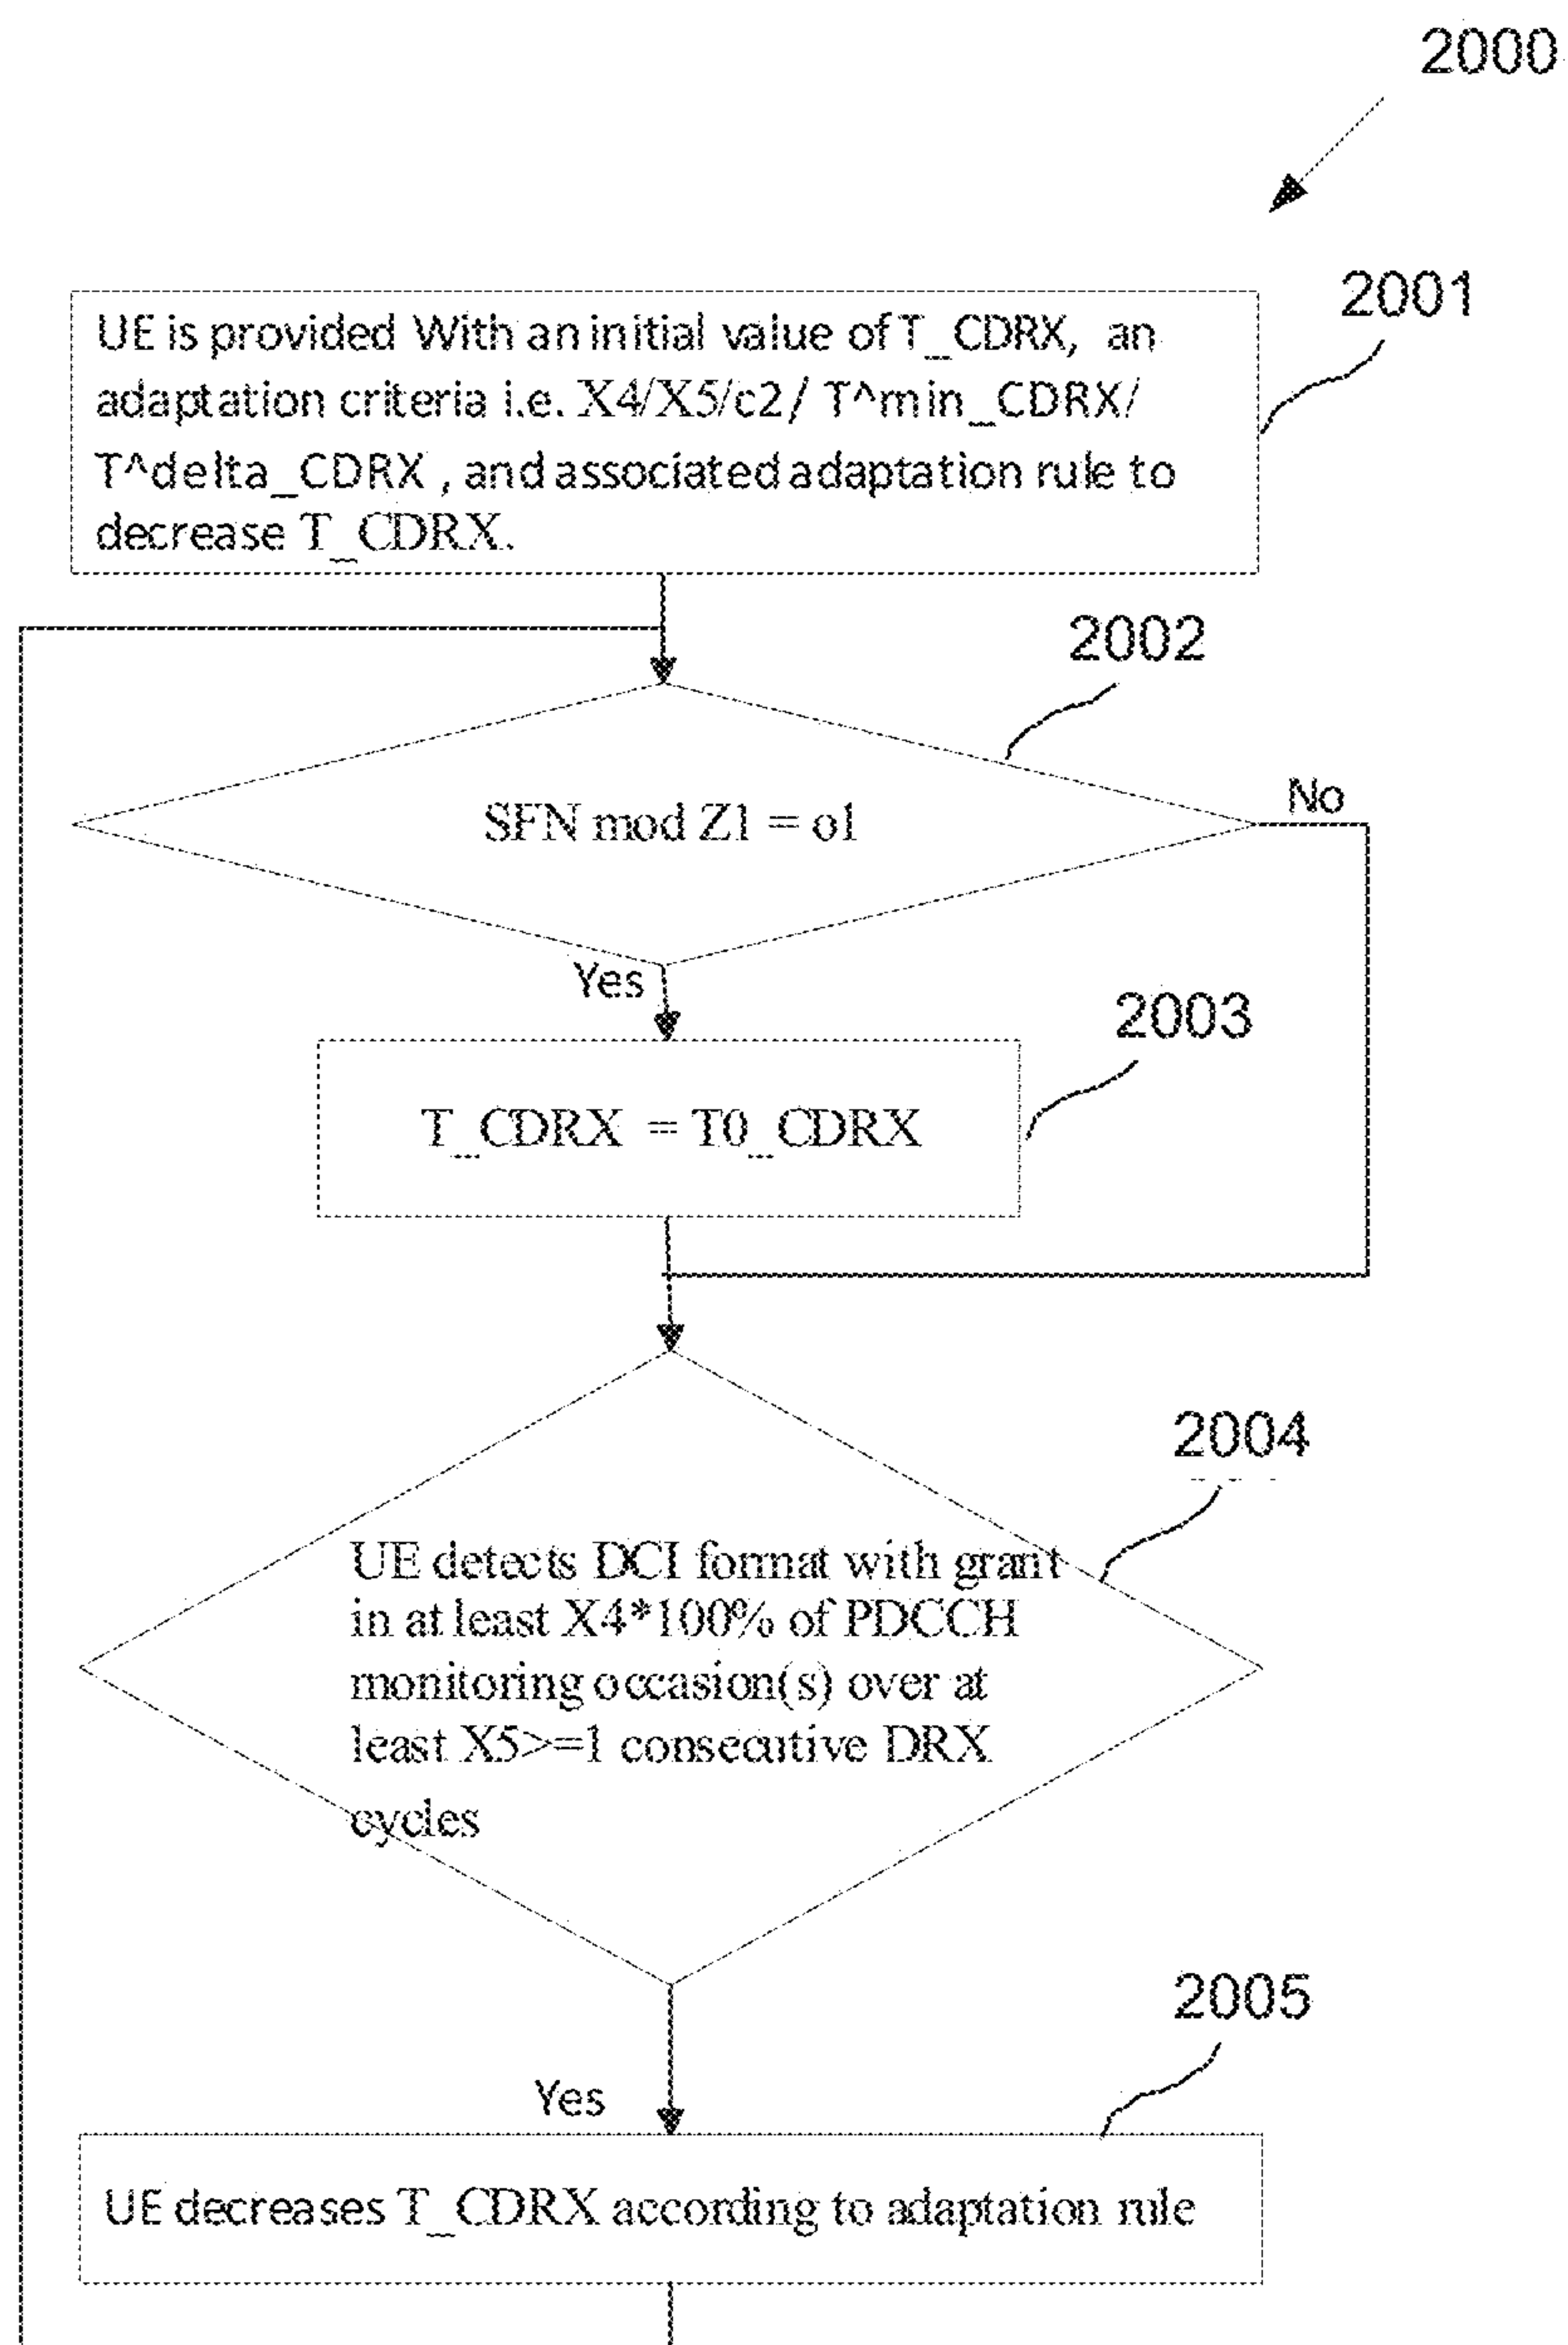 2000
2001
UE is provided With an initial value of T_CDRX, an
adaptation criteria i.e. X4/X5/c2/ T^min_CDRX/
T^delta_CDRX , and associated adaptation rule to
decrease T_CDRX.
2002
SFN mod Z1 = o1
No
Yes
2003
T_CDRX = T0_CDRX
2004
UE detects DCI format with grant
in at least X4*100% of PDCCH
monitoring occasion(s) over at
least X5>=1 consecutive DRX
cycles
2005
Yes
UE decreases T_CDRX according to adaptation rule